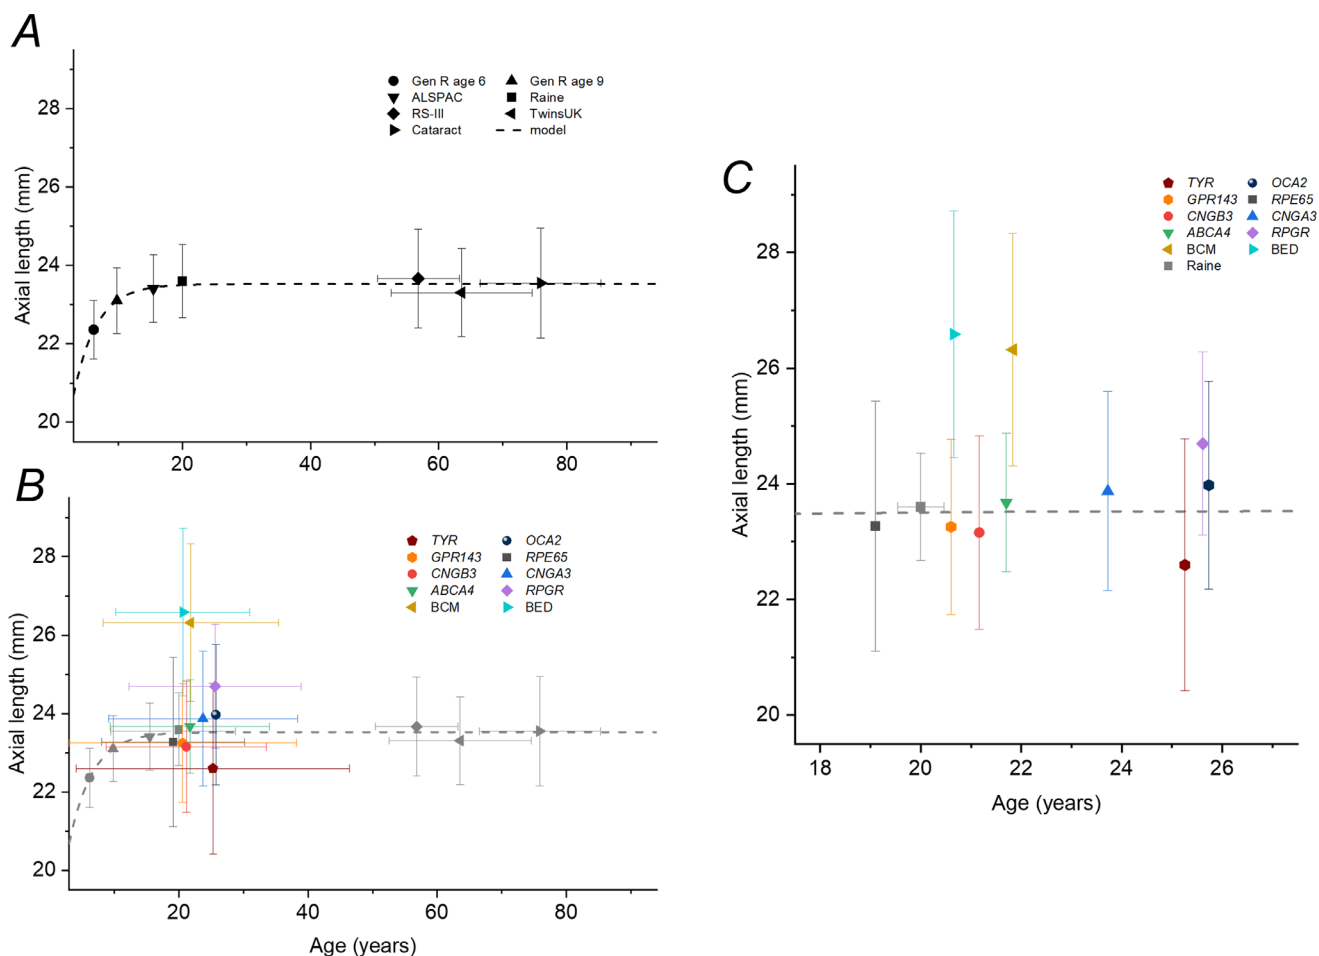 A
Axial length (mm)
28
26
24
22
20
Gen R age 6
Gen R age 9
ALSPAC
Raine
RS-III
TwinsUK
Cataract
model
20
40
60
80
B
Axial length (mm)
28
26
24
22
20
TYR
OCA2
GPR143
RPE65
CNGB3
CNGA3
ABCA4
RPGR
BCM
BED
0
20
40
60
80
Age (years)
C
Axial length (mm)
28
26
24
22
20
TYR
OCA2
GPR143
RPE65
CNGB3
CNGA3
ABCA4
RPGR
BCM
BED
Raine
18
20
22
24
26
Age (years)